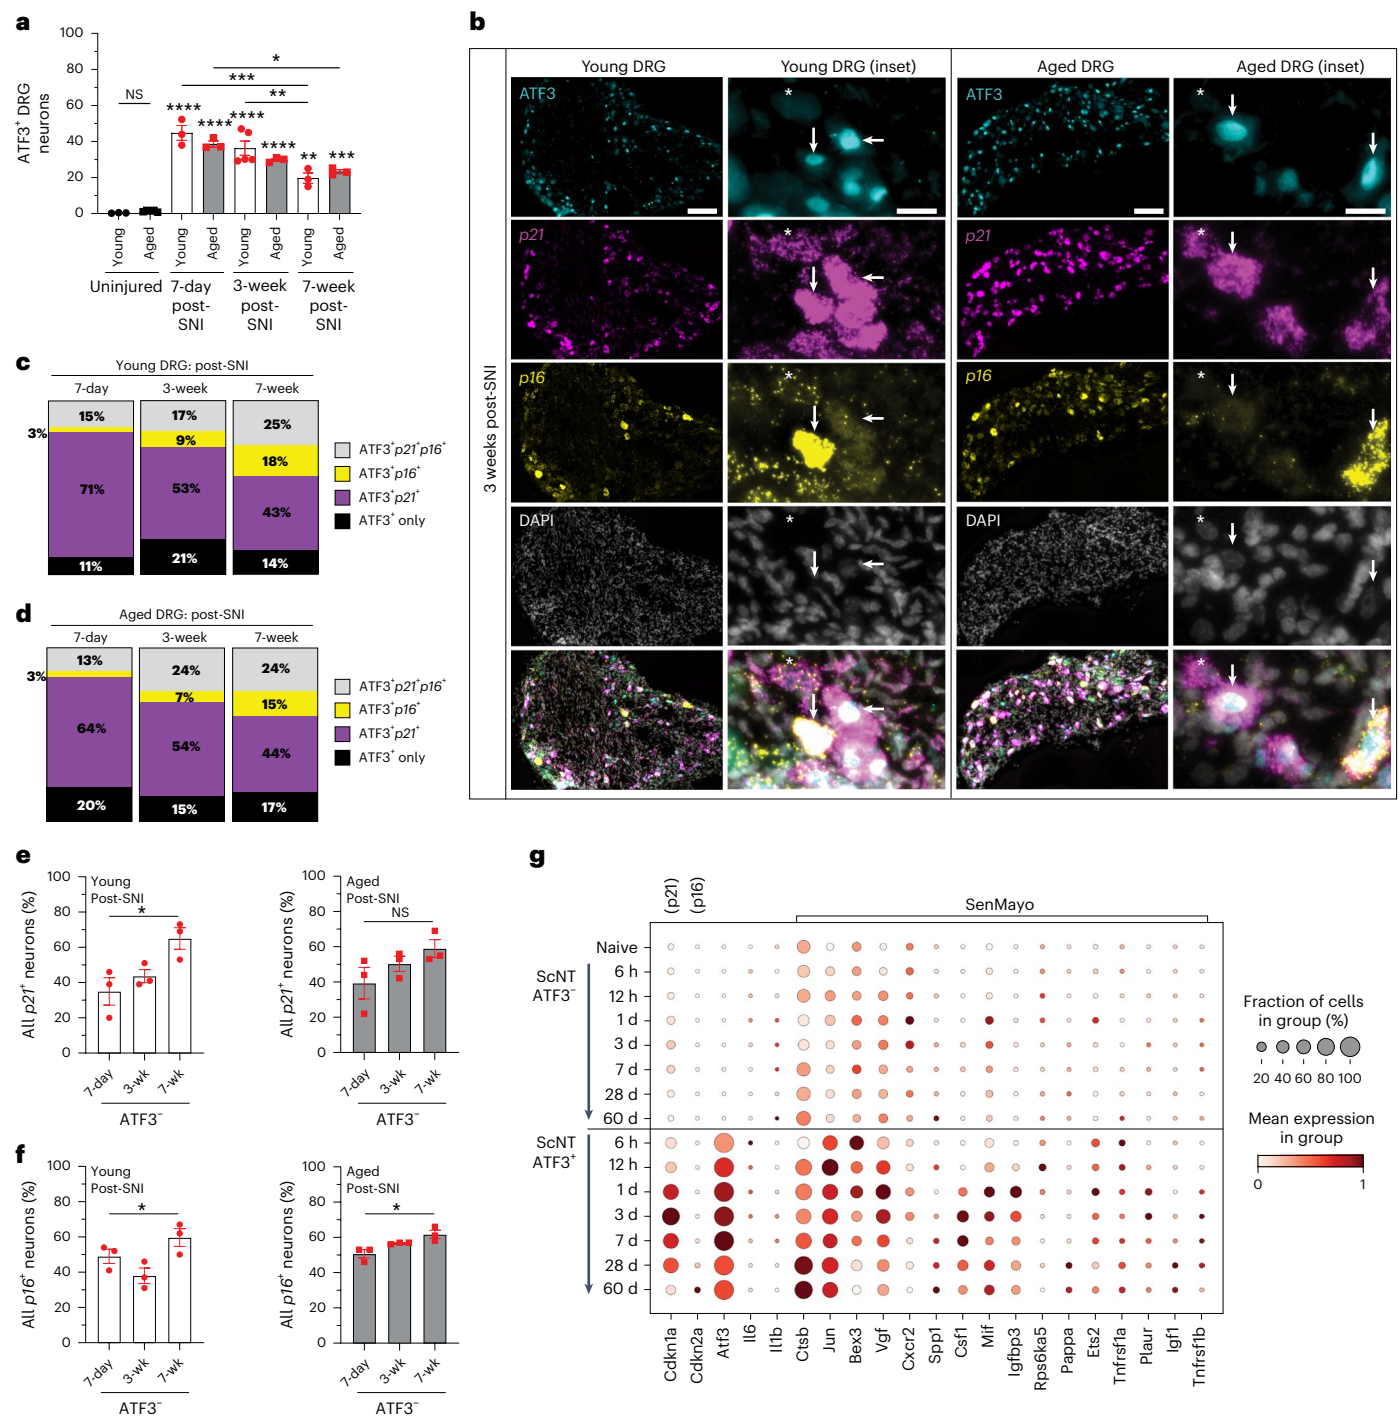 a
100
80
60
40
20
0
ATF3⁺ DRG
neurons
NS
****
****
****
****
**
***
***
**
*
Young
Aged
Young
Aged
Young
Aged
Young
Aged
Uninjured
7-day
post-
SNI
3-week
post-
SNI
7-week
post-
SNI
b
3 weeks post-SNI
Young DRG
Young DRG (inset)
Aged DRG
Aged DRG (inset)
ATF3
*
ATF3
*
p21
*
p21
*
p16
*
p16
*
DAPI
*
DAPI
*
*
*
c
Young DRG: post-SNI
7-day
3-week
7-week
15%
3%
71%
11%
17%
9%
53%
21%
25%
18%
43%
14%
ATF3⁺p21⁺p16⁺
ATF3⁺p16⁺
ATF3⁺p21⁺
ATF3⁺ only
d
Aged DRG: post-SNI
7-day
3-week
7-week
13%
3%
64%
20%
24%
7%
54%
15%
24%
15%
44%
17%
ATF3⁺p21⁺p16⁺
ATF3⁺p16⁺
ATF3⁺p21⁺
ATF3⁺ only
e
All p21⁺ neurons (%)
100
80
60
40
20
0
Young
Post-SNI
*
7-day
3-wk
7-wk
ATF3⁻
All p21⁺ neurons (%)
100
80
60
40
20
0
Aged
Post-SNI
NS
7-day
3-wk
7-wk
ATF3⁻
f
All p16⁺ neurons (%)
100
80
60
40
20
0
Young
Post-SNI
*
7-day
3-wk
7-wk
ATF3⁻
All p16⁺ neurons (%)
100
80
60
40
20
0
Aged
Post-SNI
*
7-day
3-wk
7-wk
ATF3⁻
g
(p21)
(p16)
SenMayo
ScNT
ATF3⁻
Naive
6 h
12 h
1 d
3 d
7 d
28 d
60 d
ScNT
ATF3⁺
6 h
12 h
1 d
3 d
7 d
28 d
60 d
Cdkn1a
Cdkn2a
Atf3
Il6
Il1b
Ctsb
Jun
Bex3
Vgf
Cxcr2
Spp1
Csf1
Mif
Igfbp3
Rps6ka5
Pappa
Ets2
Tnfrsf1a
Plaur
Igf1
Tnfrsf1b
Fraction of cells
in group (%)
20 40 60 80 100
Mean expression
in group
0
1